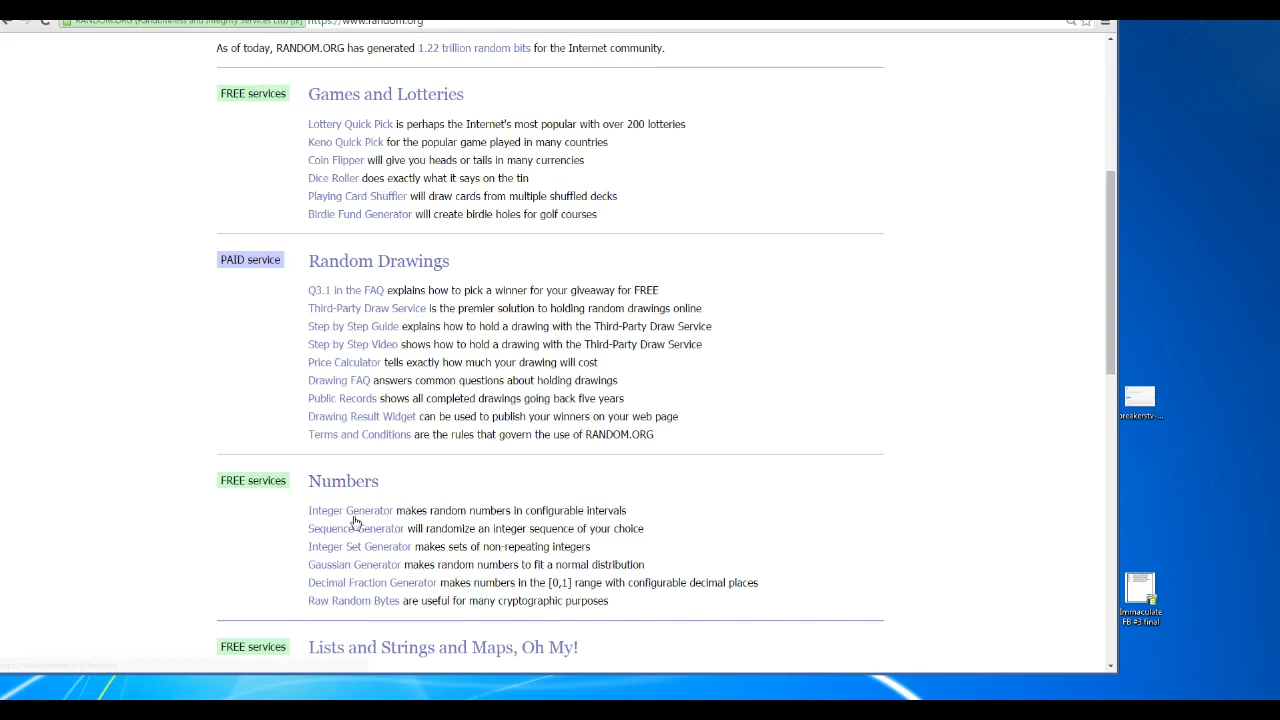 RANDOM.ORG (Randomness and Integrity Services Ltd) [IE] https://www.random.org
As of today, RANDOM.ORG has generated 1.22 trillion random bits for the Internet community.
FREE services
Games and Lotteries
Lottery Quick Pick is perhaps the Internet's most popular with over 200 lotteries
Keno Quick Pick for the popular game played in many countries
Coin Flipper will give you heads or tails in many currencies
Dice Roller does exactly what it says on the tin
Playing Card Shuffler will draw cards from multiple shuffled decks
Birdie Fund Generator will create birdie holes for golf courses
PAID service
Random Drawings
Q3.1 in the FAQ explains how to pick a winner for your giveaway for FREE
Third-Party Draw Service is the premier solution to holding random drawings online
Step by Step Guide explains how to hold a drawing with the Third-Party Draw Service
Step by Step Video shows how to hold a drawing with the Third-Party Draw Service
Price Calculator tells exactly how much your drawing will cost
Drawing FAQ answers common questions about holding drawings
Public Records shows all completed drawings going back five years
Drawing Result Widget can be used to publish your winners on your web page
Terms and Conditions are the rules that govern the use of RANDOM.ORG
FREE services
Numbers
Integer Generator makes random numbers in configurable intervals
Sequence Generator will randomize an integer sequence of your choice
Integer Set Generator makes sets of non-repeating integers
Gaussian Generator makes random numbers to fit a normal distribution
Decimal Fraction Generator makes numbers in the [0,1] range with configurable decimal places
Raw Random Bytes are useful for many cryptographic purposes
FREE services
Lists and Strings and Maps, Oh My!
breakerstv-...
Immaculate
FB #3 final